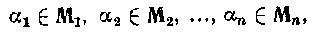 α₁ ∈ M₁, α₂ ∈ M₂, ..., αₙ ∈ Mₙ,